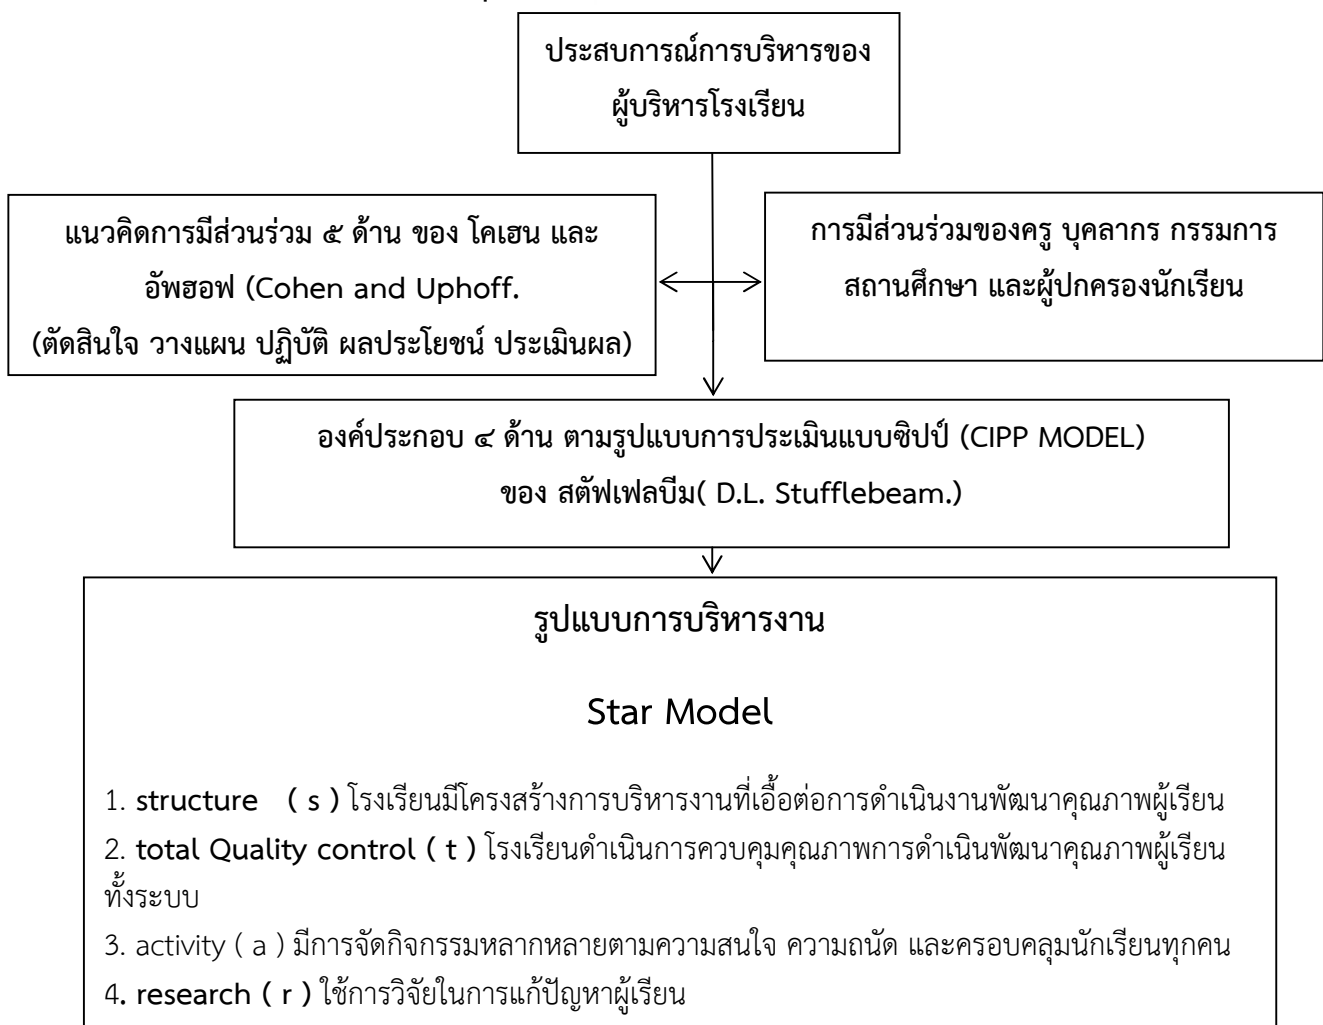 ประสบการณ์การบริหารของ
ผู้บริหารโรงเรียน
แนวคิดการมีส่วนร่วม ๕ ด้าน ของ โคเฮน และ
อัพฮอฟ (Cohen and Uphoff.
(ตัดสินใจ วางแผน ปฏิบัติ ผลประโยชน์ ประเมินผล)
การมีส่วนร่วมของครู บุคลากร กรรมการ
สถานศึกษา และผู้ปกครองนักเรียน
องค์ประกอบ ๔ ด้าน ตามรูปแบบการประเมินแบบซิปป์ (CIPP MODEL)
ของ สตัฟเฟลบีม( D.L. Stufflebeam.)
รูปแบบการบริหารงาน
Star Model
1. structure ( s ) โรงเรียนมีโครงสร้างการบริหารงานที่เอื้อต่อการดำเนินงานพัฒนาคุณภาพผู้เรียน
2. total Quality control ( t ) โรงเรียนดำเนินการควบคุมคุณภาพการดำเนินพัฒนาคุณภาพผู้เรียน
ทั้งระบบ
3. activity ( a ) มีการจัดกิจกรรมหลากหลายตามความสนใจ ความถนัด และครอบคลุมนักเรียนทุกคน
4. research ( r ) ใช้การวิจัยในการแก้ปัญหาผู้เรียน